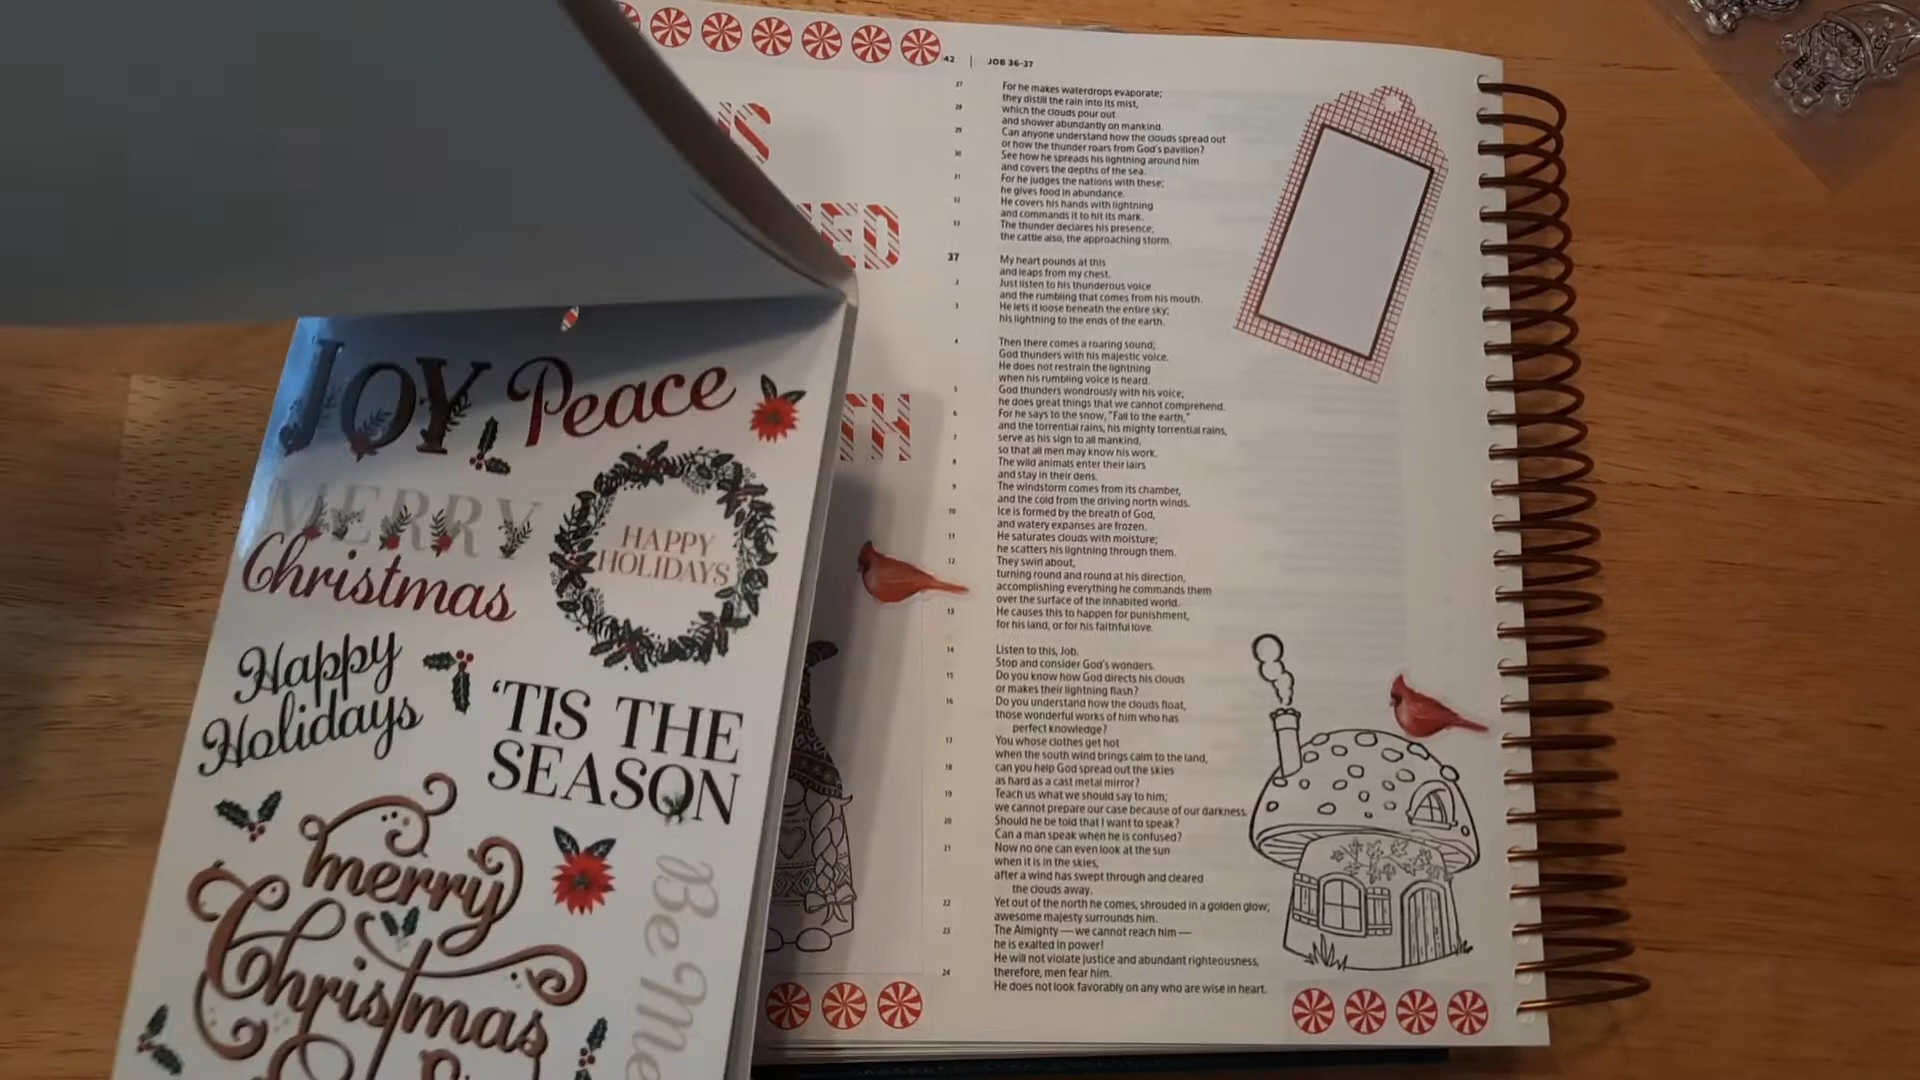 JOY Peace
MERRY
Christmas
HAPPY
HOLIDAYS
Happy
Holidays
'TIS THE
SEASON
merry
Christmas
Be Me
IS
ED
TH
42 | JOB 36-37
27 For he makes waterdrops evaporate;
they distill the rain into its mist,
28 which the clouds pour out
and shower abundantly on mankind.
29 Can anyone understand how the clouds spread out
or how the thunder roars from God's pavilion?
30 See how he spreads his lightning around him
and covers the depths of the sea.
31 For he judges the nations with these;
he gives food in abundance.
32 He covers his hands with lightning
and commands it to hit its mark.
33 The thunder declares his presence;
the cattle also, the approaching storm.
37 My heart pounds at this
and leaps from my chest.
2 Just listen to his thunderous voice
and the rumbling that comes from his mouth.
3 He lets it loose beneath the entire sky;
his lightning to the ends of the earth.
4 Then there comes a roaring sound;
God thunders with his majestic voice.
He does not restrain the lightning
when his rumbling voice is heard.
5 God thunders wondrously with his voice;
he does great things that we cannot comprehend.
6 For he says to the snow, "Fall to the earth,"
and the torrential rains, his mighty torrential rains,
7 serve as his sign to all mankind,
so that all men may know his work.
8 The wild animals enter their lairs
and stay in their dens.
9 The windstorm comes from its chamber,
and the cold from the driving north winds.
10 Ice is formed by the breath of God,
and watery expanses are frozen.
11 He saturates clouds with moisture;
he scatters his lightning through them.
12 They swirl about,
turning round and round at his direction,
accomplishing everything he commands them
over the surface of the inhabited world.
13 He causes this to happen for punishment,
for his land, or for his faithful love.
14 Listen to this, Job.
Stop and consider God's wonders.
15 Do you know how God directs his clouds
or makes their lightning flash?
16 Do you understand how the clouds float,
those wonderful works of him who has
perfect knowledge?
17 You whose clothes get hot
when the south wind brings calm to the land,
18 can you help God spread out the skies
as hard as a cast metal mirror?
19 Teach us what we should say to him;
we cannot prepare our case because of our darkness.
20 Should he be told that I want to speak?
Can a man speak when he is confused?
21 Now no one can even look at the sun
when it is in the skies,
after a wind has swept through and cleared
the clouds away.
22 Yet out of the north he comes, shrouded in a golden glow;
awesome majesty surrounds him.
23 The Almighty — we cannot reach him —
he is exalted in power!
He will not violate justice and abundant righteousness,
24 therefore, men fear him.
He does not look favorably on any who are wise in heart.